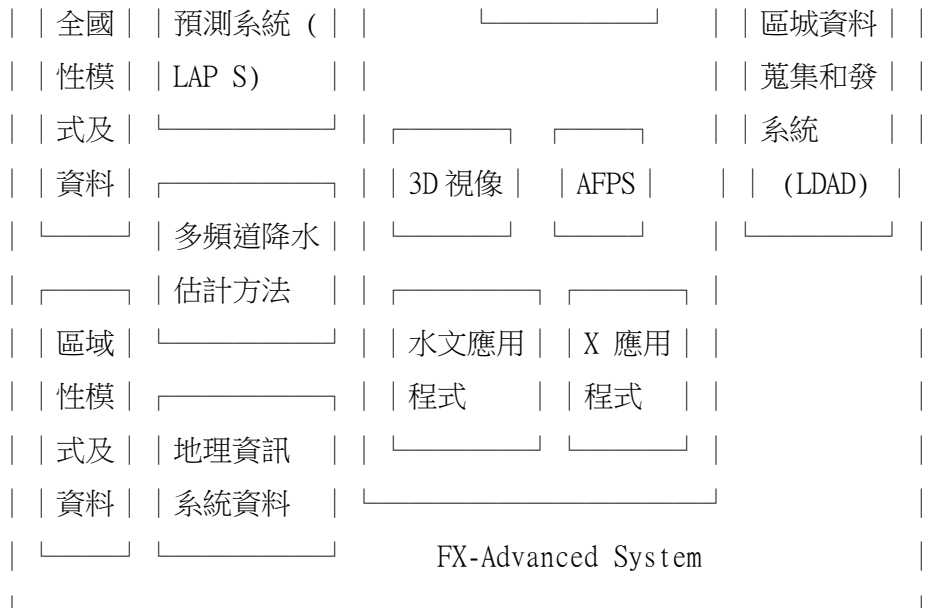 全國 預測系統 ( 區城資料
性模 LAP S) 蒐集和發
式及 系統
資料 3D 視像 AFPS (LDAD)
多頻道降水
估計方法
區域 水文應用 X 應用
性模 程式 程式
式及 地理資訊
資料 系統資料
FX-Advanced System